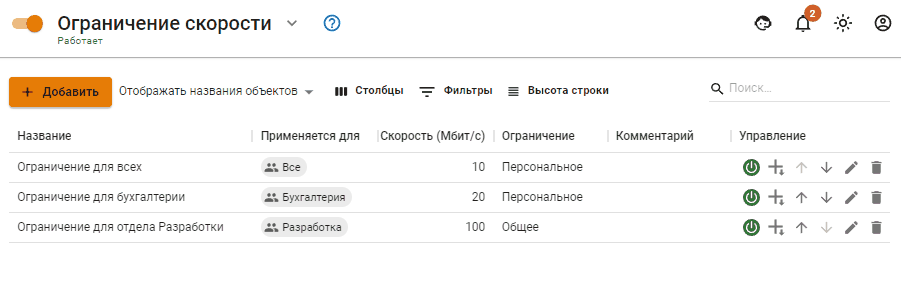 Ограничение скорости
2
Работает
Добавить Отображать названия объектов Столбцы Фильтры Высота строки Поиск...
Название Применяется для Скорость (Мбит/с) Ограничение Комментарий Управление
Ограничение для всех Все 10 Персональное
Ограничение для бухгалтерии Бухгалтерия 20 Персональное
Ограничение для отдела Разработки Разработка 100 Общее